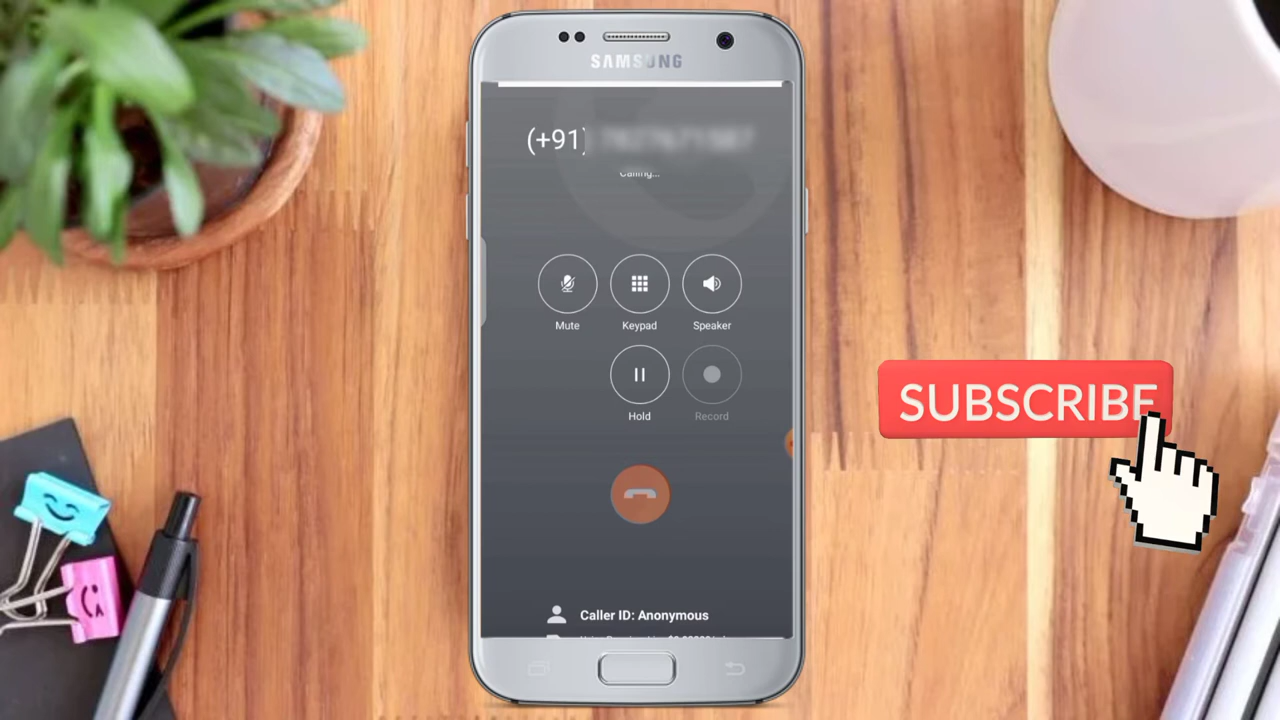 SAMSUNG
(+91)
Calling...
Mute
Keypad
Speaker
Hold
Record
SUBSCRIBE
Caller ID: Anonymous